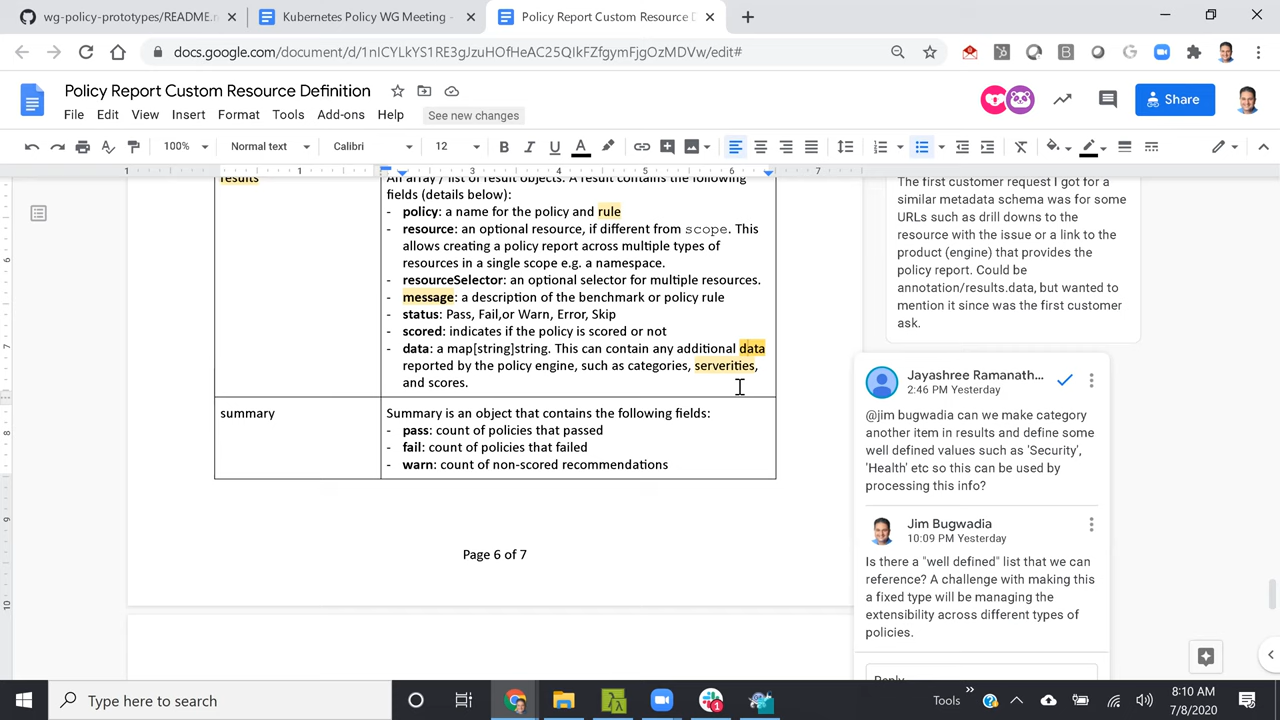 wg-policy-prototypes/README.n
Kubernetes Policy WG Meeting -
Policy Report Custom Resource D
docs.google.com/document/d/1nICYLkYS1RE3gJzuHOfHeAC25QIkFZfgymFjgOzMDVw/edit#
Policy Report Custom Resource Definition
File Edit View Insert Format Tools Add-ons Help See new changes
Share
100% Normal text Calibri 12 B I U A
1 1 2 3 4 5 6 7
results
An array / list of result objects. A result contains the following
fields (details below):
- policy: a name for the policy and rule
- resource: an optional resource, if different from scope. This
allows creating a policy report across multiple types of
resources in a single scope e.g. a namespace.
- resourceSelector: an optional selector for multiple resources.
- message: a description of the benchmark or policy rule
- status: Pass, Fail,or Warn, Error, Skip
- scored: indicates if the policy is scored or not
- data: a map[string]string. This can contain any additional data
reported by the policy engine, such as categories, serverities,
and scores.
summary
Summary is an object that contains the following fields:
- pass: count of policies that passed
- fail: count of policies that failed
- warn: count of non-scored recommendations
Page 6 of 7
6
7
8
9
10
The first customer request I got for a
similar metadata schema was for some
URLs such as drill downs to the
resource with the issue or a link to the
product (engine) that provides the
policy report. Could be
annotation/results.data, but wanted to
mention it since was the first customer
ask.
Jayashree Ramanath...
2:46 PM Yesterday
@jim bugwadia can we make category
another item in results and define some
well defined values such as 'Security',
'Health' etc so this can be used by
processing this info?
Jim Bugwadia
10:09 PM Yesterday
Is there a "well defined" list that we can
reference? A challenge with making this
a fixed type will be managing the
extensibility across different types of
policies.
Reply
Type here to search
1
Tools
8:10 AM
7/8/2020